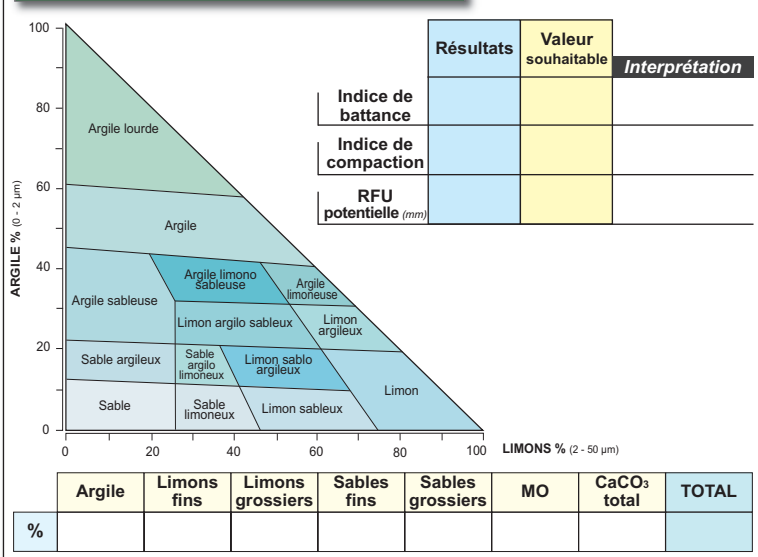 Résultats
Valeur
souhaitable
Interprétation
Indice de
battance
Indice de
compaction
RFU
potentielle (mm)
ARGILE % (0 - 2 µm)
100
80
60
40
20
0
Argile lourde
Argile
Argile limono
sableuse
Argile
limoneuse
Argile sableuse
Limon argilo sableux
Limon
argileux
Sable argileux
Sable
argilo
limoneux
Limon sablo
argileux
Limon
Sable
Sable
limoneux
Limon sableux
0 20 40 60 80 100
LIMONS % (2 - 50 µm)
Argile
Limons
fins
Limons
grossiers
Sables
fins
Sables
grossiers
MO
CaCO₃
total
TOTAL
%